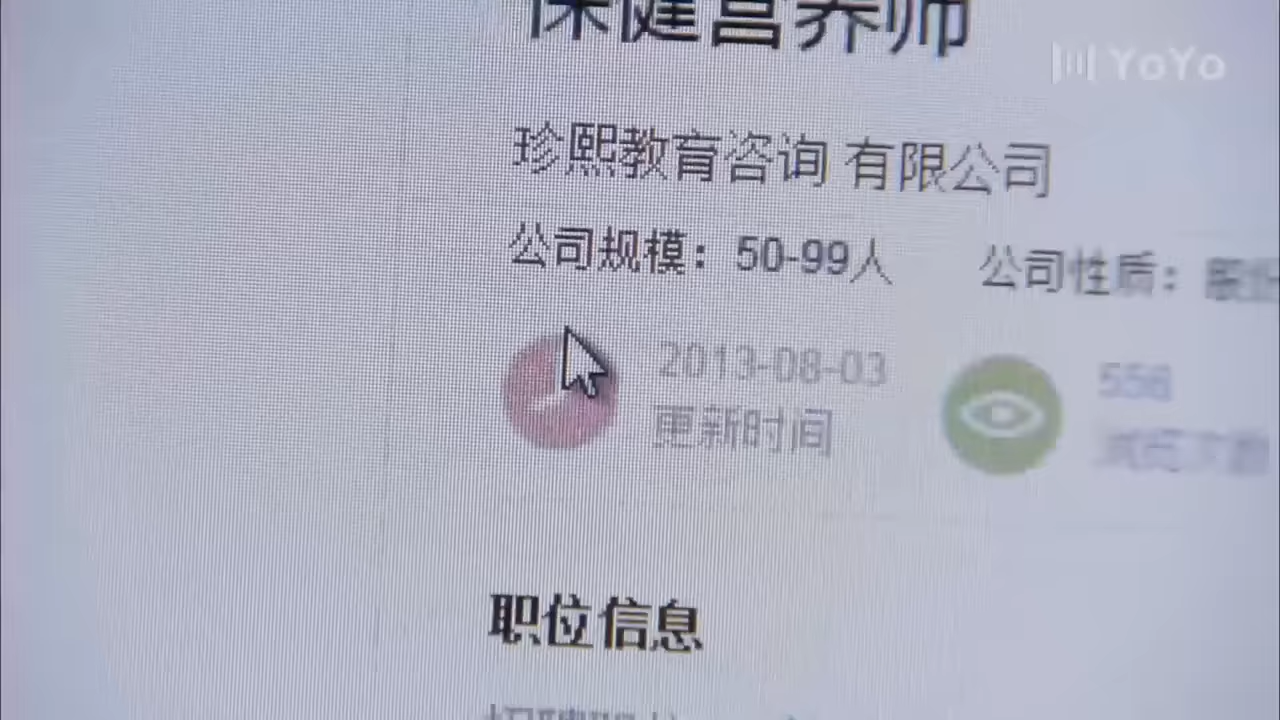 保健营养师
YoYo
珍熙教育咨询 有限公司
公司规模：50-99人
公司性质：
2013-08-03
556
更新时间
职位信息